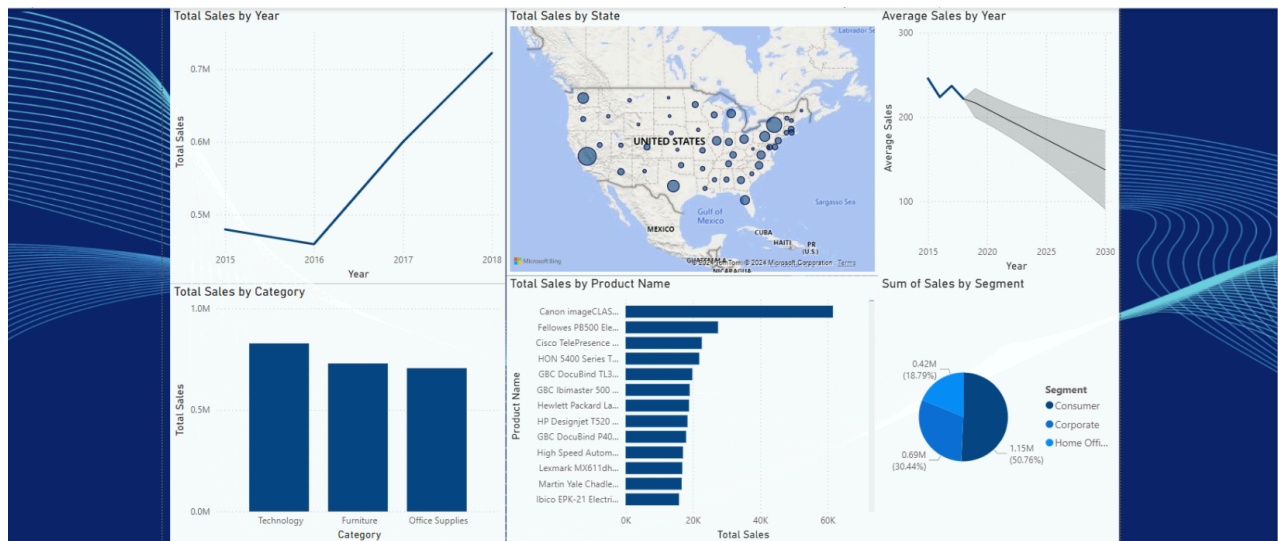 Total Sales by Year
0.7M
0.6M
0.5M
Total Sales
2015 2016 2017 2018
Year
Total Sales by State
Labrador Se
UNITED STATES
Gulf of
Mexico
Sargasso Sea
MEXICO
CUBA
HAITI
PR
(U.S.)
GUATEMALA
NICARAGUA
Microsoft Bing
© 2024 TomTom, © 2024 Microsoft Corporation Terms
Average Sales by Year
300
200
100
Average Sales
2015 2020 2025 2030
Year
Total Sales by Category
1.0M
0.5M
0.0M
Total Sales
Technology Furniture Office Supplies
Category
Total Sales by Product Name
Product Name
Canon imageCLAS...
Fellowes PB500 Ele...
Cisco TelePresence ...
HON 5400 Series T...
GBC DocuBind TL3...
GBC Ibimaster 500 ...
Hewlett Packard La...
HP Designjet T520 ...
GBC DocuBind P40...
High Speed Autom...
Lexmark MX611dh...
Martin Yale Chadle...
Ibico EPK-21 Electri...
0K 20K 40K 60K
Total Sales
Sum of Sales by Segment
0.42M
(18.79%)
0.69M
(30.44%)
1.15M
(50.76%)
Segment
Consumer
Corporate
Home Offi...